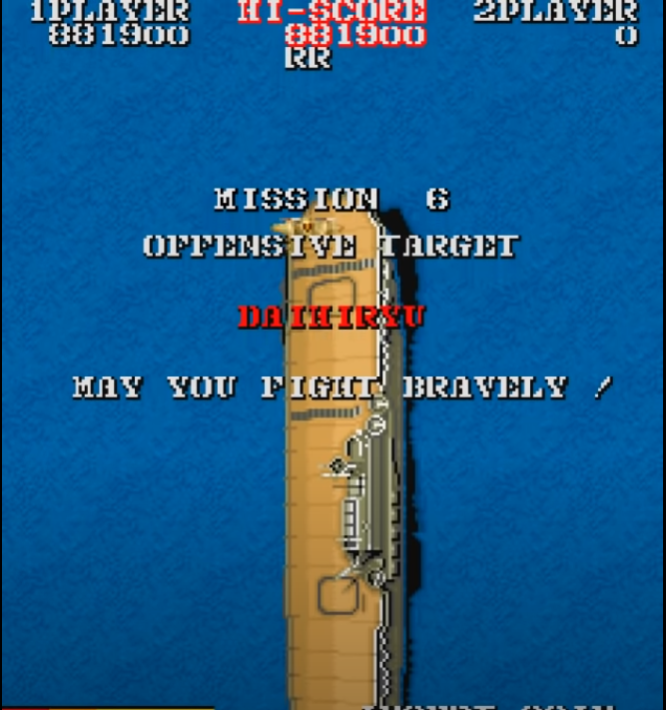 1PLAYER HI-SCORE 2PLAYER
881900 881900 0
RR
MISSION 6
OFFENSIVE TARGET
DAIHIRYU
MAY YOU FIGHT BRAVELY !